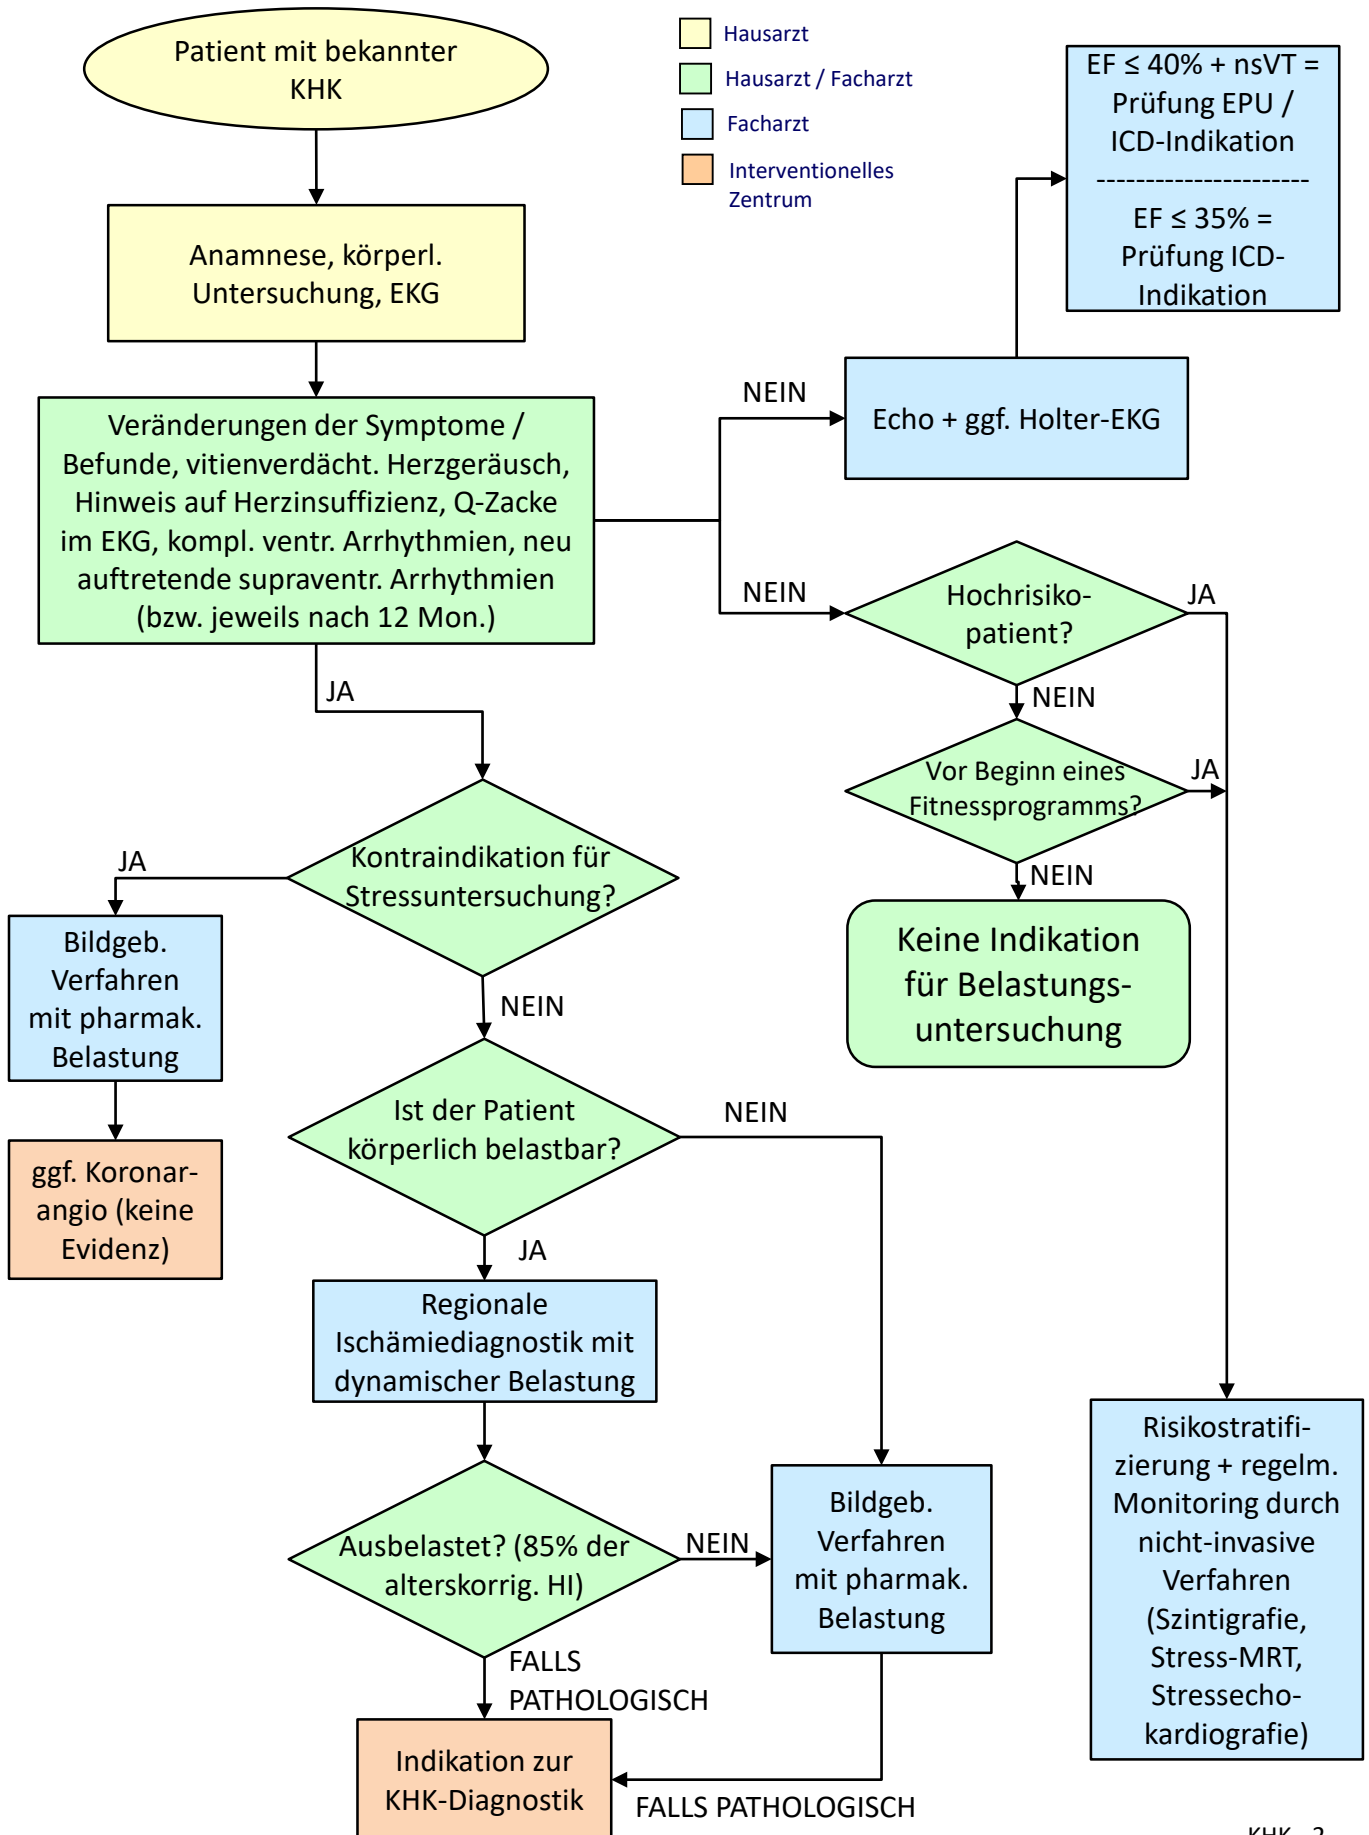 Patient mit bekannter
KHK
Hausarzt
Hausarzt / Facharzt
Facharzt
Interventionelles
Zentrum
EF ≤ 40% + nsVT =
Prüfung EPU /
ICD-Indikation
----------------------
EF ≤ 35% =
Prüfung ICD-
Indikation
Anamnese, körperl.
Untersuchung, EKG
Veränderungen der Symptome /
Befunde, vitienverdächt. Herzgeräusch,
Hinweis auf Herzinsuffizienz, Q-Zacke
im EKG, kompl. ventr. Arrhythmien, neu
auftretende supraventr. Arrhythmien
(bzw. jeweils nach 12 Mon.)
NEIN
Echo + ggf. Holter-EKG
NEIN
Hochrisiko-
patient?
JA
NEIN
Vor Beginn eines
Fitnessprogramms?
JA
NEIN
Keine Indikation
für Belastungs-
untersuchung
JA
Kontraindikation für
Stressuntersuchung?
JA
Bildgeb.
Verfahren
mit pharmak.
Belastung
ggf. Koronar-
angio (keine
Evidenz)
NEIN
Ist der Patient
körperlich belastbar?
NEIN
JA
Regionale
Ischämiediagnostik mit
dynamischer Belastung
Ausbelastet? (85% der
alterskorrig. HI)
NEIN
Bildgeb.
Verfahren
mit pharmak.
Belastung
FALLS
PATHOLOGISCH
Indikation zur
KHK-Diagnostik
FALLS PATHOLOGISCH
Risikostratifi-
zierung + regelm.
Monitoring durch
nicht-invasive
Verfahren
(Szintigrafie,
Stress-MRT,
Stressecho-
kardiografie)
KHK - 2